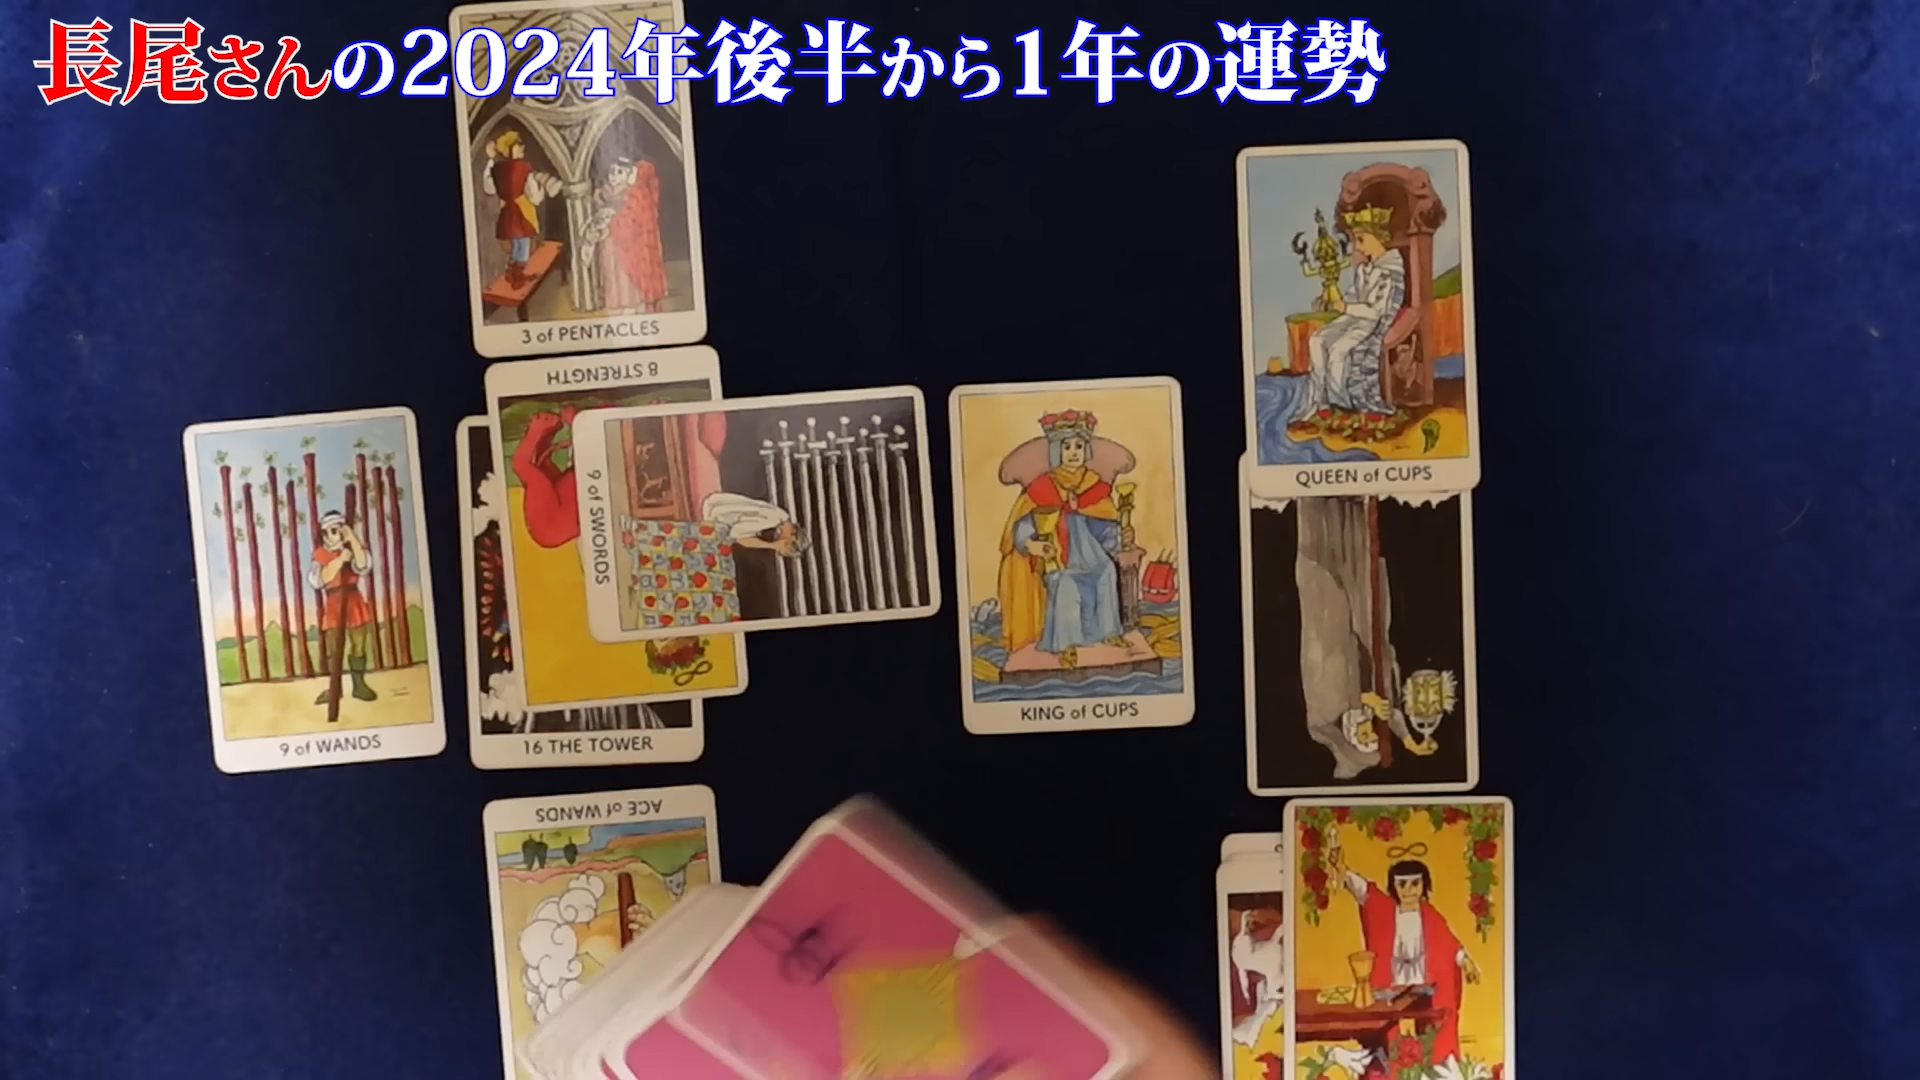 長尾さんの2024年後半から1年の運勢
3 of PENTACLES
8 STRENGTH
9 of SWORDS
QUEEN of CUPS
KING of CUPS
9 of WANDS
16 THE TOWER
ACE of WANDS